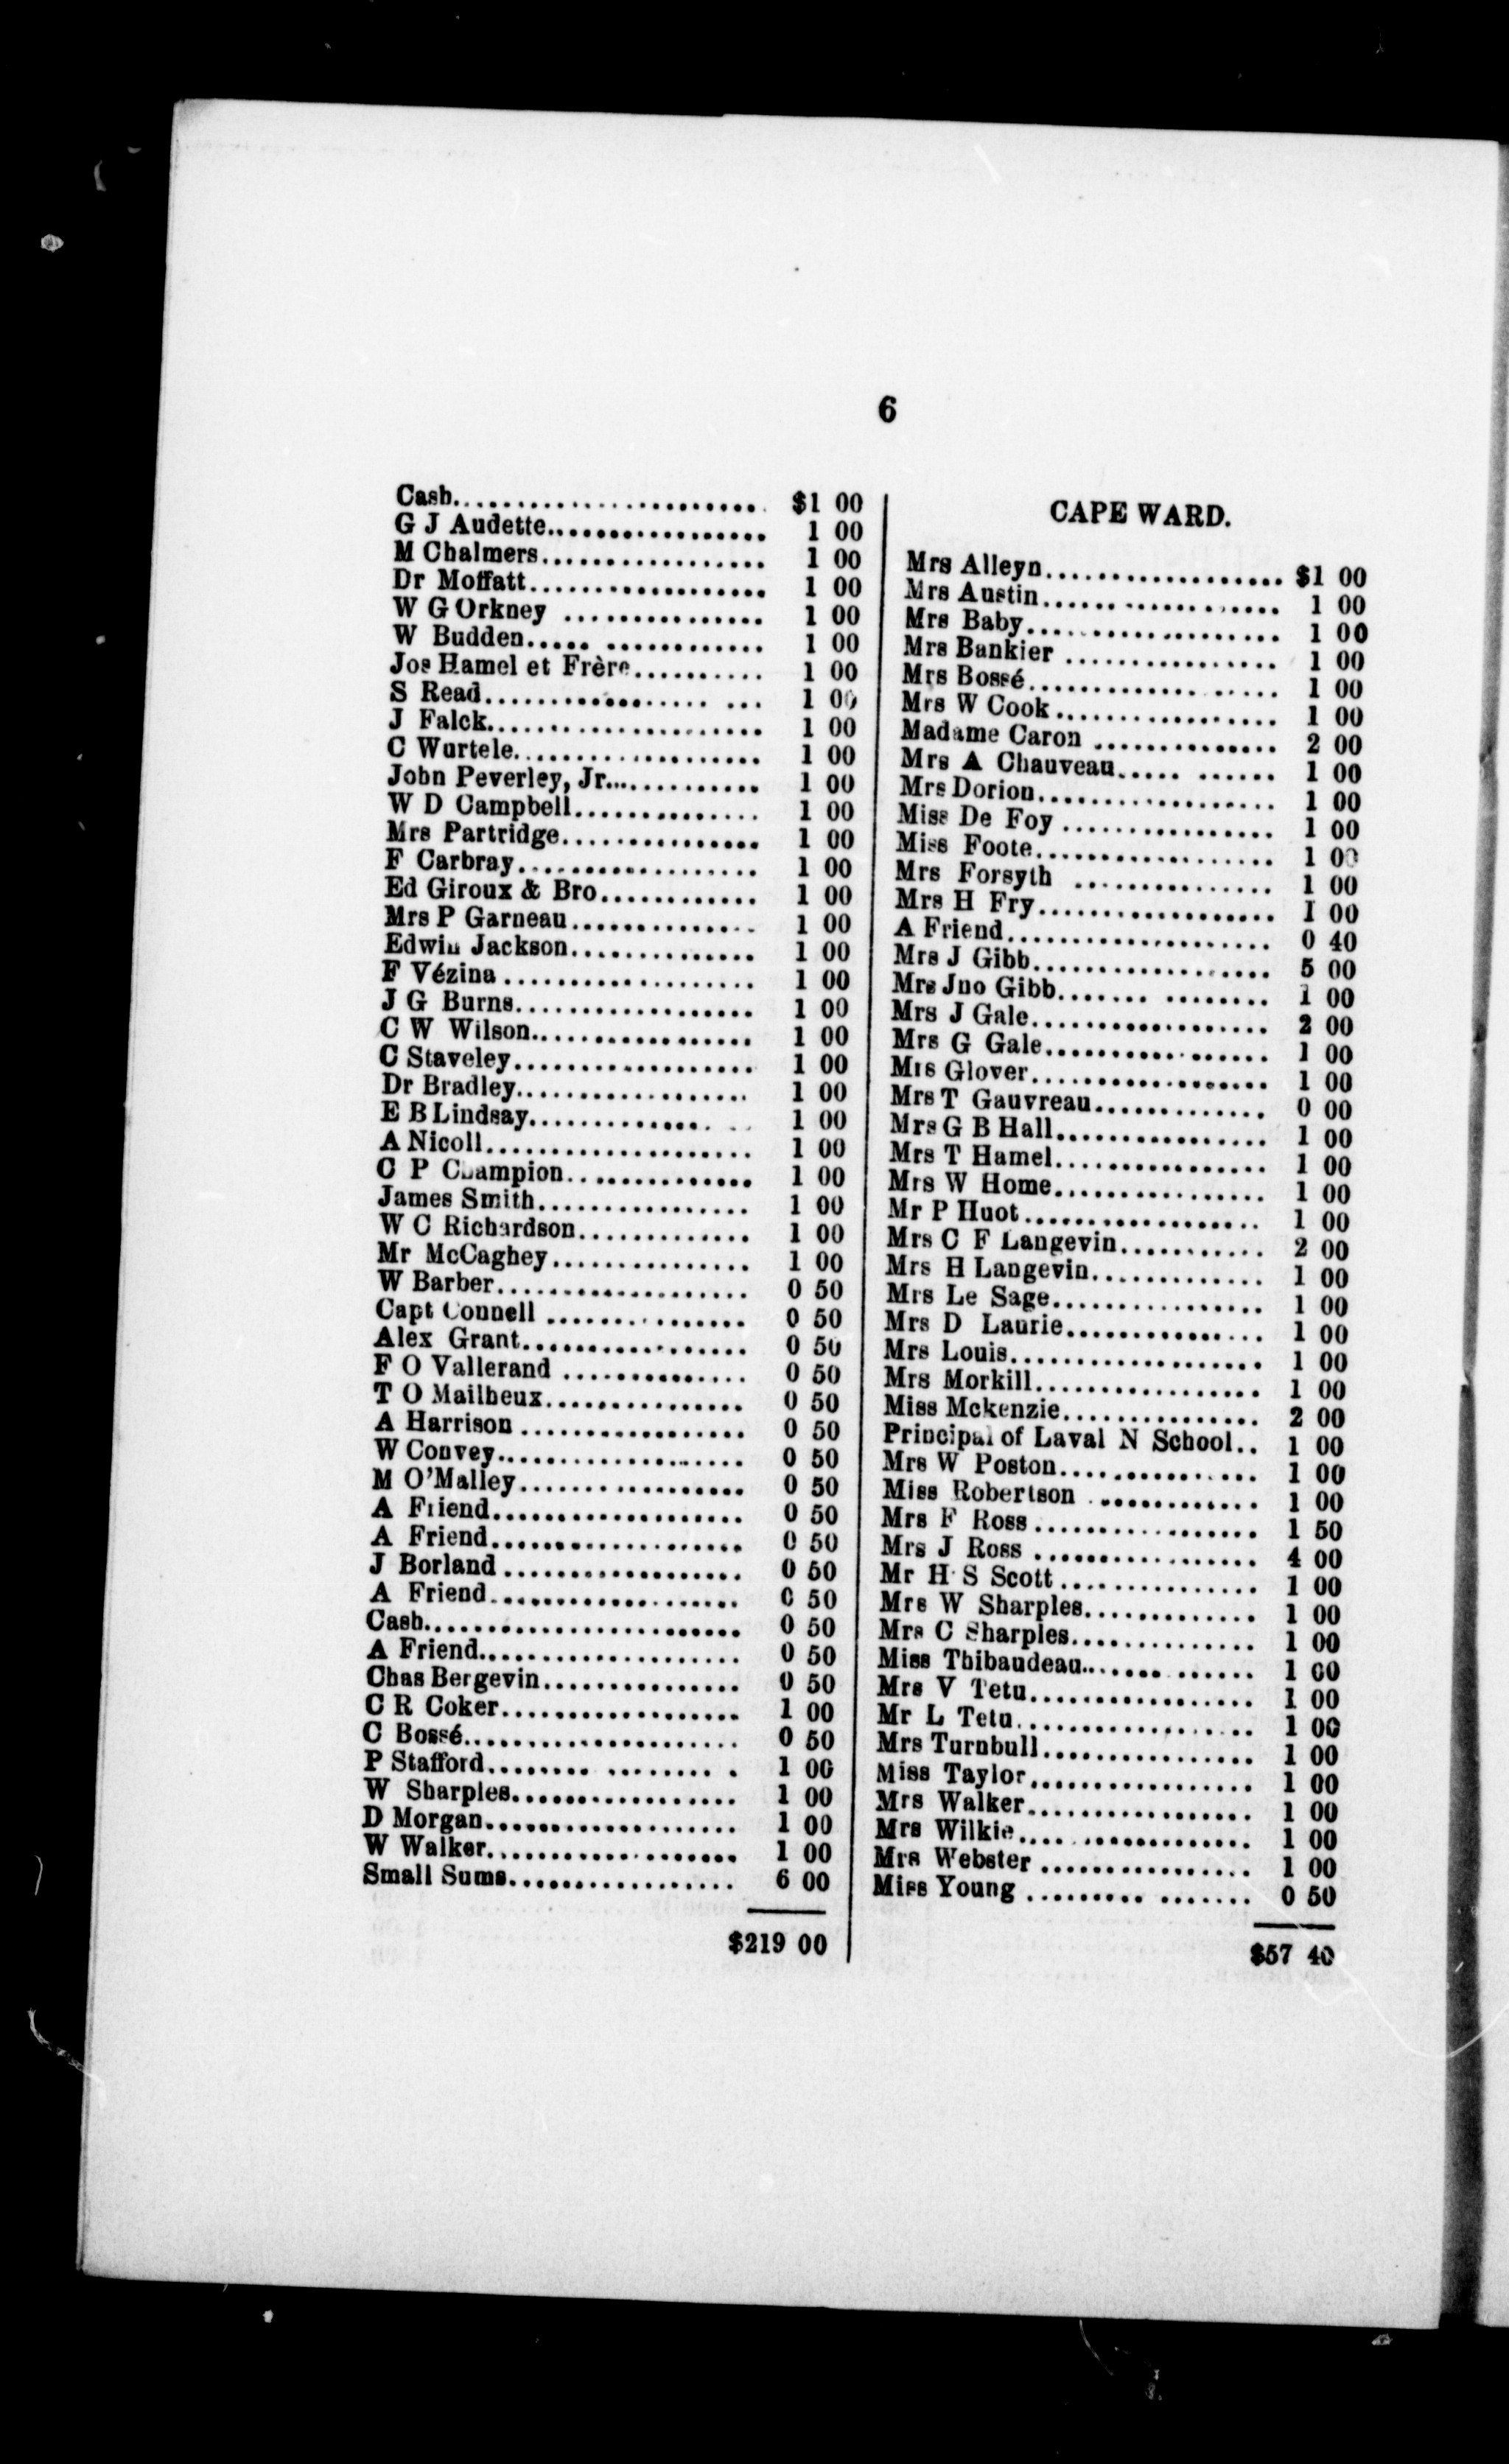 6
Cash........................ $1 00
G J Audette................. 1 00
M Chalmers.................. 1 00
Dr Moffatt................... 1 00
W G Orkney ................ 1 00
W Budden..... ............ 1 00
Jos Hamel et Frère.......... 1 00
S Read.................. ... 1 00
J Falck...................... 1 00
C Wurtele.................... 1 00
John Peverley, Jr.............. 1 00
W D Campbell............... 1 00
Mrs Partridge................ 1 00
F Carbray................... 1 00
Ed Giroux & Bro............ 1 00
Mrs P Garneau............... 1 00
Edwin Jackson............... 1 00
F Vézina .................... 1 00
J G Burns................... 1 00
C W Wilson.................. 1 00
C Staveley................... 1 00
Dr Bradley................... 1 00
E B Lindsay.............. .. 1 00
A Nicoll..................... 1 00
C P Champion............... 1 00
James Smith................. 1 00
W C Richardson.............. 1 00
Mr McCaghey................ 1 00
W Barber.................... 0 50
Capt Connell ................ 0 50
Alex Grant.................. 0 50
F O Vallerand ............... 0 50
T O Mailheux................ 0 50
A Harrison .................. 0 50
W Convey.................... 0 50
M O'Malley.................. 0 50
A Friend.................... 0 50
A Friend.................... 0 50
J Borland ................... 0 50
A Friend.................... 0 50
Cash......................... 0 50
A Friend..................... 0 50
Chas Bergevin................ 0 50
C R Coker................... 1 00
C Bossé...................... 0 50
P Stafford........ ......... . 1 00
W Sharples.................. 1 00
D Morgan.................... 1 00
W Walker.................... 1 00
Small Sums.................. 6 00
$219 00
CAPE WARD.
Mrs Alleyn................... $1 00
Mrs Austin................... 1 00
Mrs Baby.................... 1 00
Mrs Bankier ................. 1 00
Mrs Bossé.................... 1 00
Mrs W Cook.................. 1 00
Madame Caron ............... 2 00
Mrs A Chauveau..... ...... 1 00
Mrs Dorion................... 1 00
Miss De Foy ................. 1 00
Miss Foote................... 1 00
Mrs Forsyth ................ 1 00
Mrs H Fry................... 1 00
A Friend..................... 0 40
Mrs J Gibb................... 5 00
Mrs Jno Gibb....... ........ 1 00
Mrs J Gale................... 2 00
Mrs G Gale.................. 1 00
Mrs Glover................... 1 00
Mrs T Gauvreau............. 0 00
Mrs G B Hall................. 1 00
Mrs T Hamel................. 1 00
Mrs W Home................. 1 00
Mr P Huot................... 1 00
Mrs C F Langevin........... 2 00
Mrs H Langevin............. 1 00
Mrs Le Sage................. 1 00
Mrs D Laurie................ 1 00
Mrs Louis.................... 1 00
Mrs Morkill.................. 1 00
Miss Mckenzie............... 2 00
Principal of Laval N School.. 1 00
Mrs W Poston............... 1 00
Miss Robertson ............. 1 00
Mrs F Ross .................. 1 50
Mrs J Ross .................. 4 00
Mr H S Scott ................ 1 00
Mrs W Sharples............. 1 00
Mrs C Sharples.............. 1 00
Miss Thibaudeau........ ...... 1 00
Mrs V Tetu.................. 1 00
Mr L Tetu................... 1 00
Mrs Turnbull................. 1 00
Miss Taylor.................. 1 00
Mrs Walker.................. 1 00
Mrs Wilkie................... 1 00
Mrs Webster ................. 1 00
Miss Young ......... ....... 0 50
$57 40